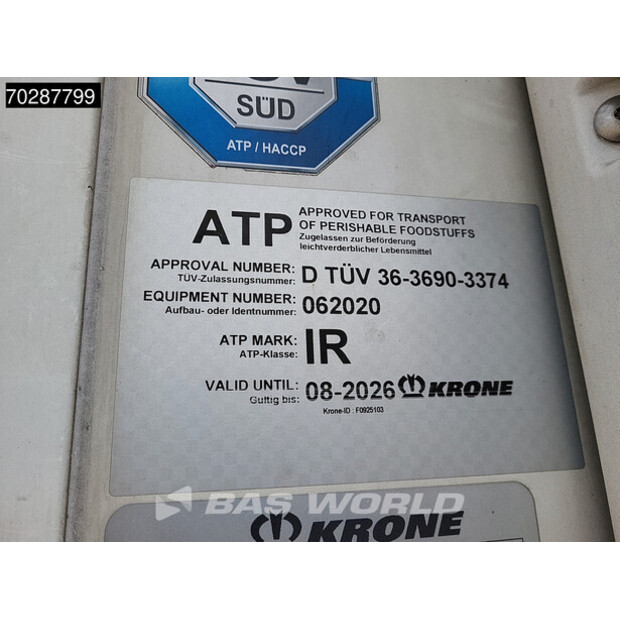 70287799
SÜD
ATP / HACCP
ATP
APPROVED FOR TRANSPORT
OF PERISHABLE FOODSTUFFS
Zugelassen zur Beförderung
leichtverderblicher Lebensmittel
APPROVAL NUMBER: D TÜV 36-3690-3374
TÜV-Zulassungsnummer:
EQUIPMENT NUMBER: 062020
Aufbau- oder Identnummer:
ATP MARK: IR
ATP-Klasse:
VALID UNTIL: 08-2026 KRONE
Gültig bis:
Krone-ID : F0925103
BAS WORLD
KRONE